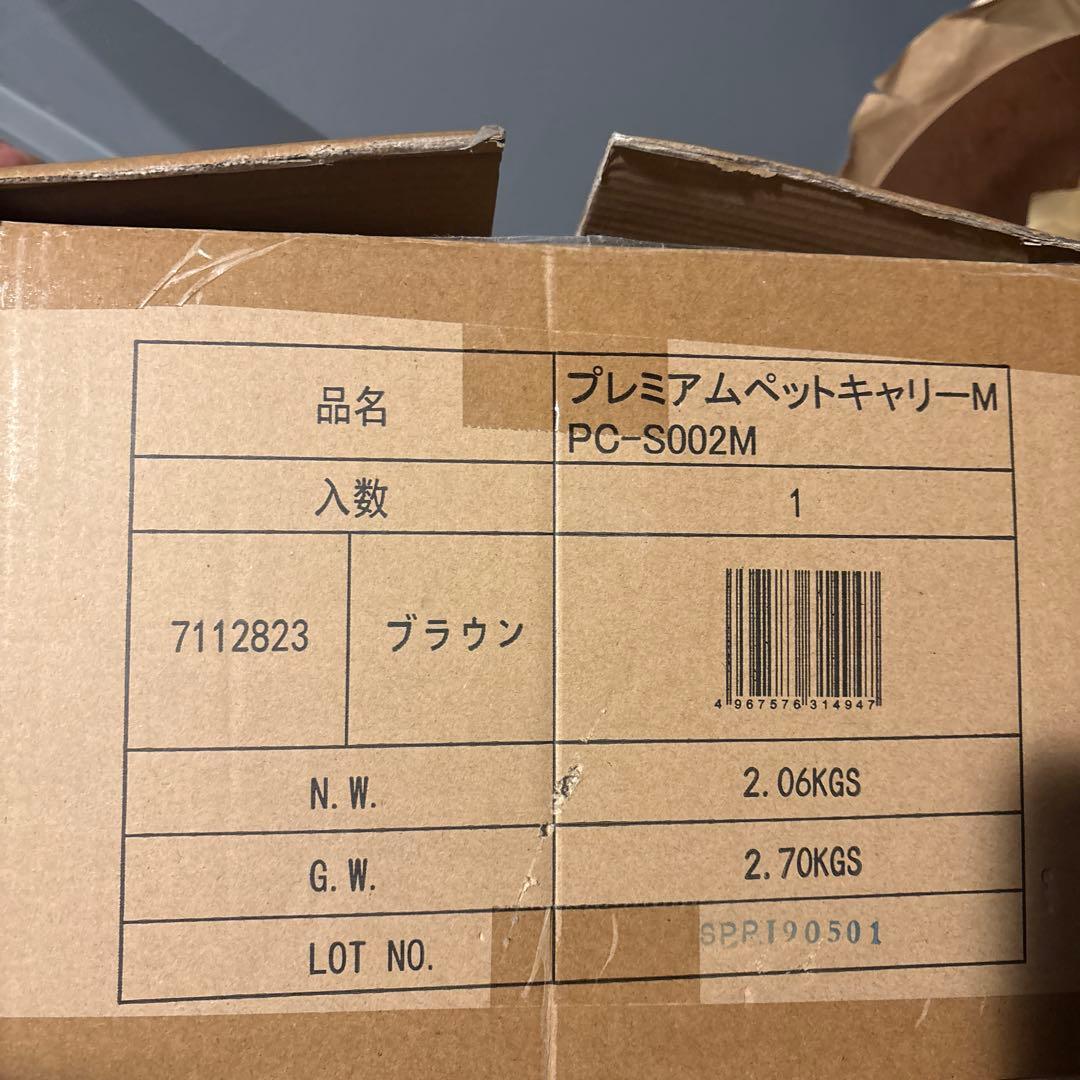 品名
プレミアムペットキャリーM
PC-S002M
入数
1
7112823
ブラウン
4 967576 314947
N.W.
2.06KGS
G.W.
2.70KGS
LOT NO.
SPPI90501